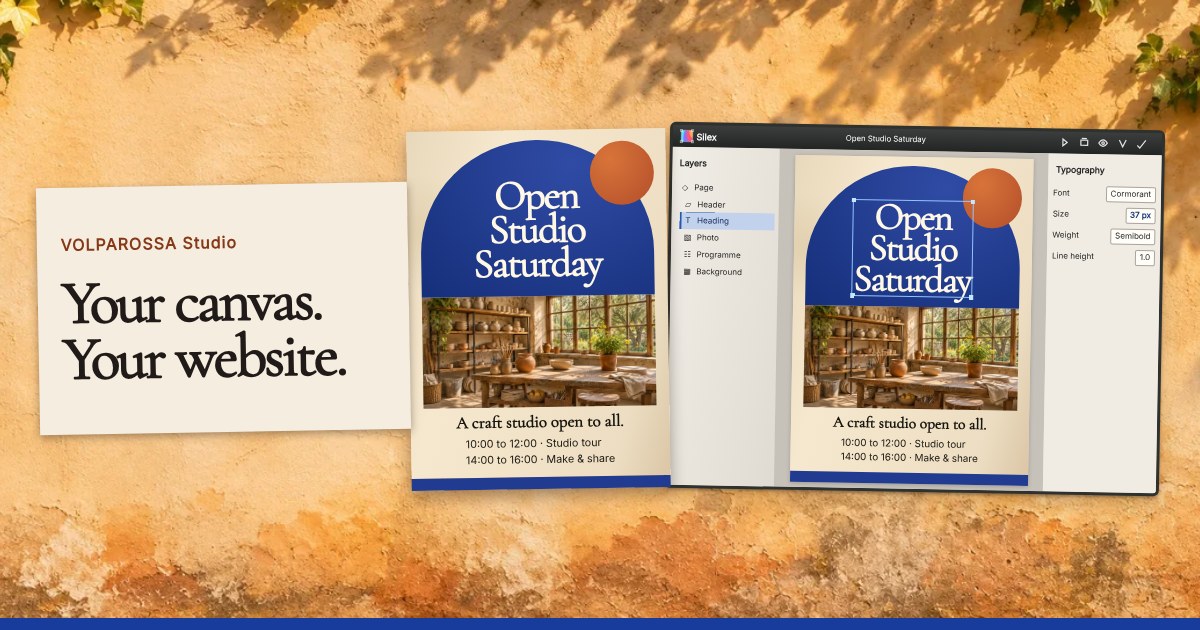 VOLPAROSSA Studio
Your canvas.
Your website.
Open
Studio
Saturday
A craft studio open to all.
10:00 to 12:00 · Studio tour
14:00 to 16:00 · Make & share
Silex
Open Studio Saturday
Layers
Page
Header
T Heading
Photo
Programme
Background
Open
Studio
Saturday
A craft studio open to all.
10:00 to 12:00 · Studio tour
14:00 to 16:00 · Make & share
Typography
Font Cormorant
Size 37 px
Weight Semibold
Line height 1.0